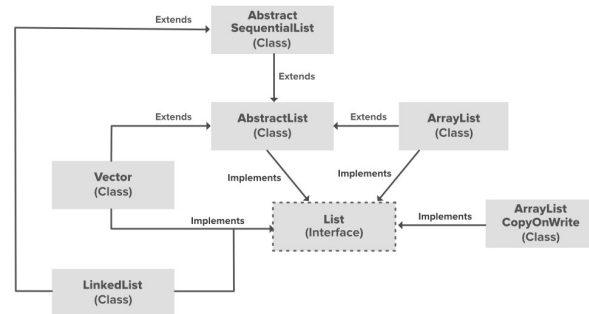 Extends
Abstract
SequentialList
(Class)
Extends
Extends
AbstractList
(Class)
Extends
ArrayList
(Class)
Vector
(Class)
Implements
Implements
Implements
List
(Interface)
Implements
ArrayList
CopyOnWrite
(Class)
LinkedList
(Class)